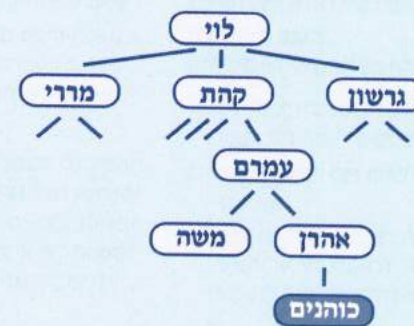 לוי
גרשון קהת מררי
עמרם
אהרן משה
כוהנים